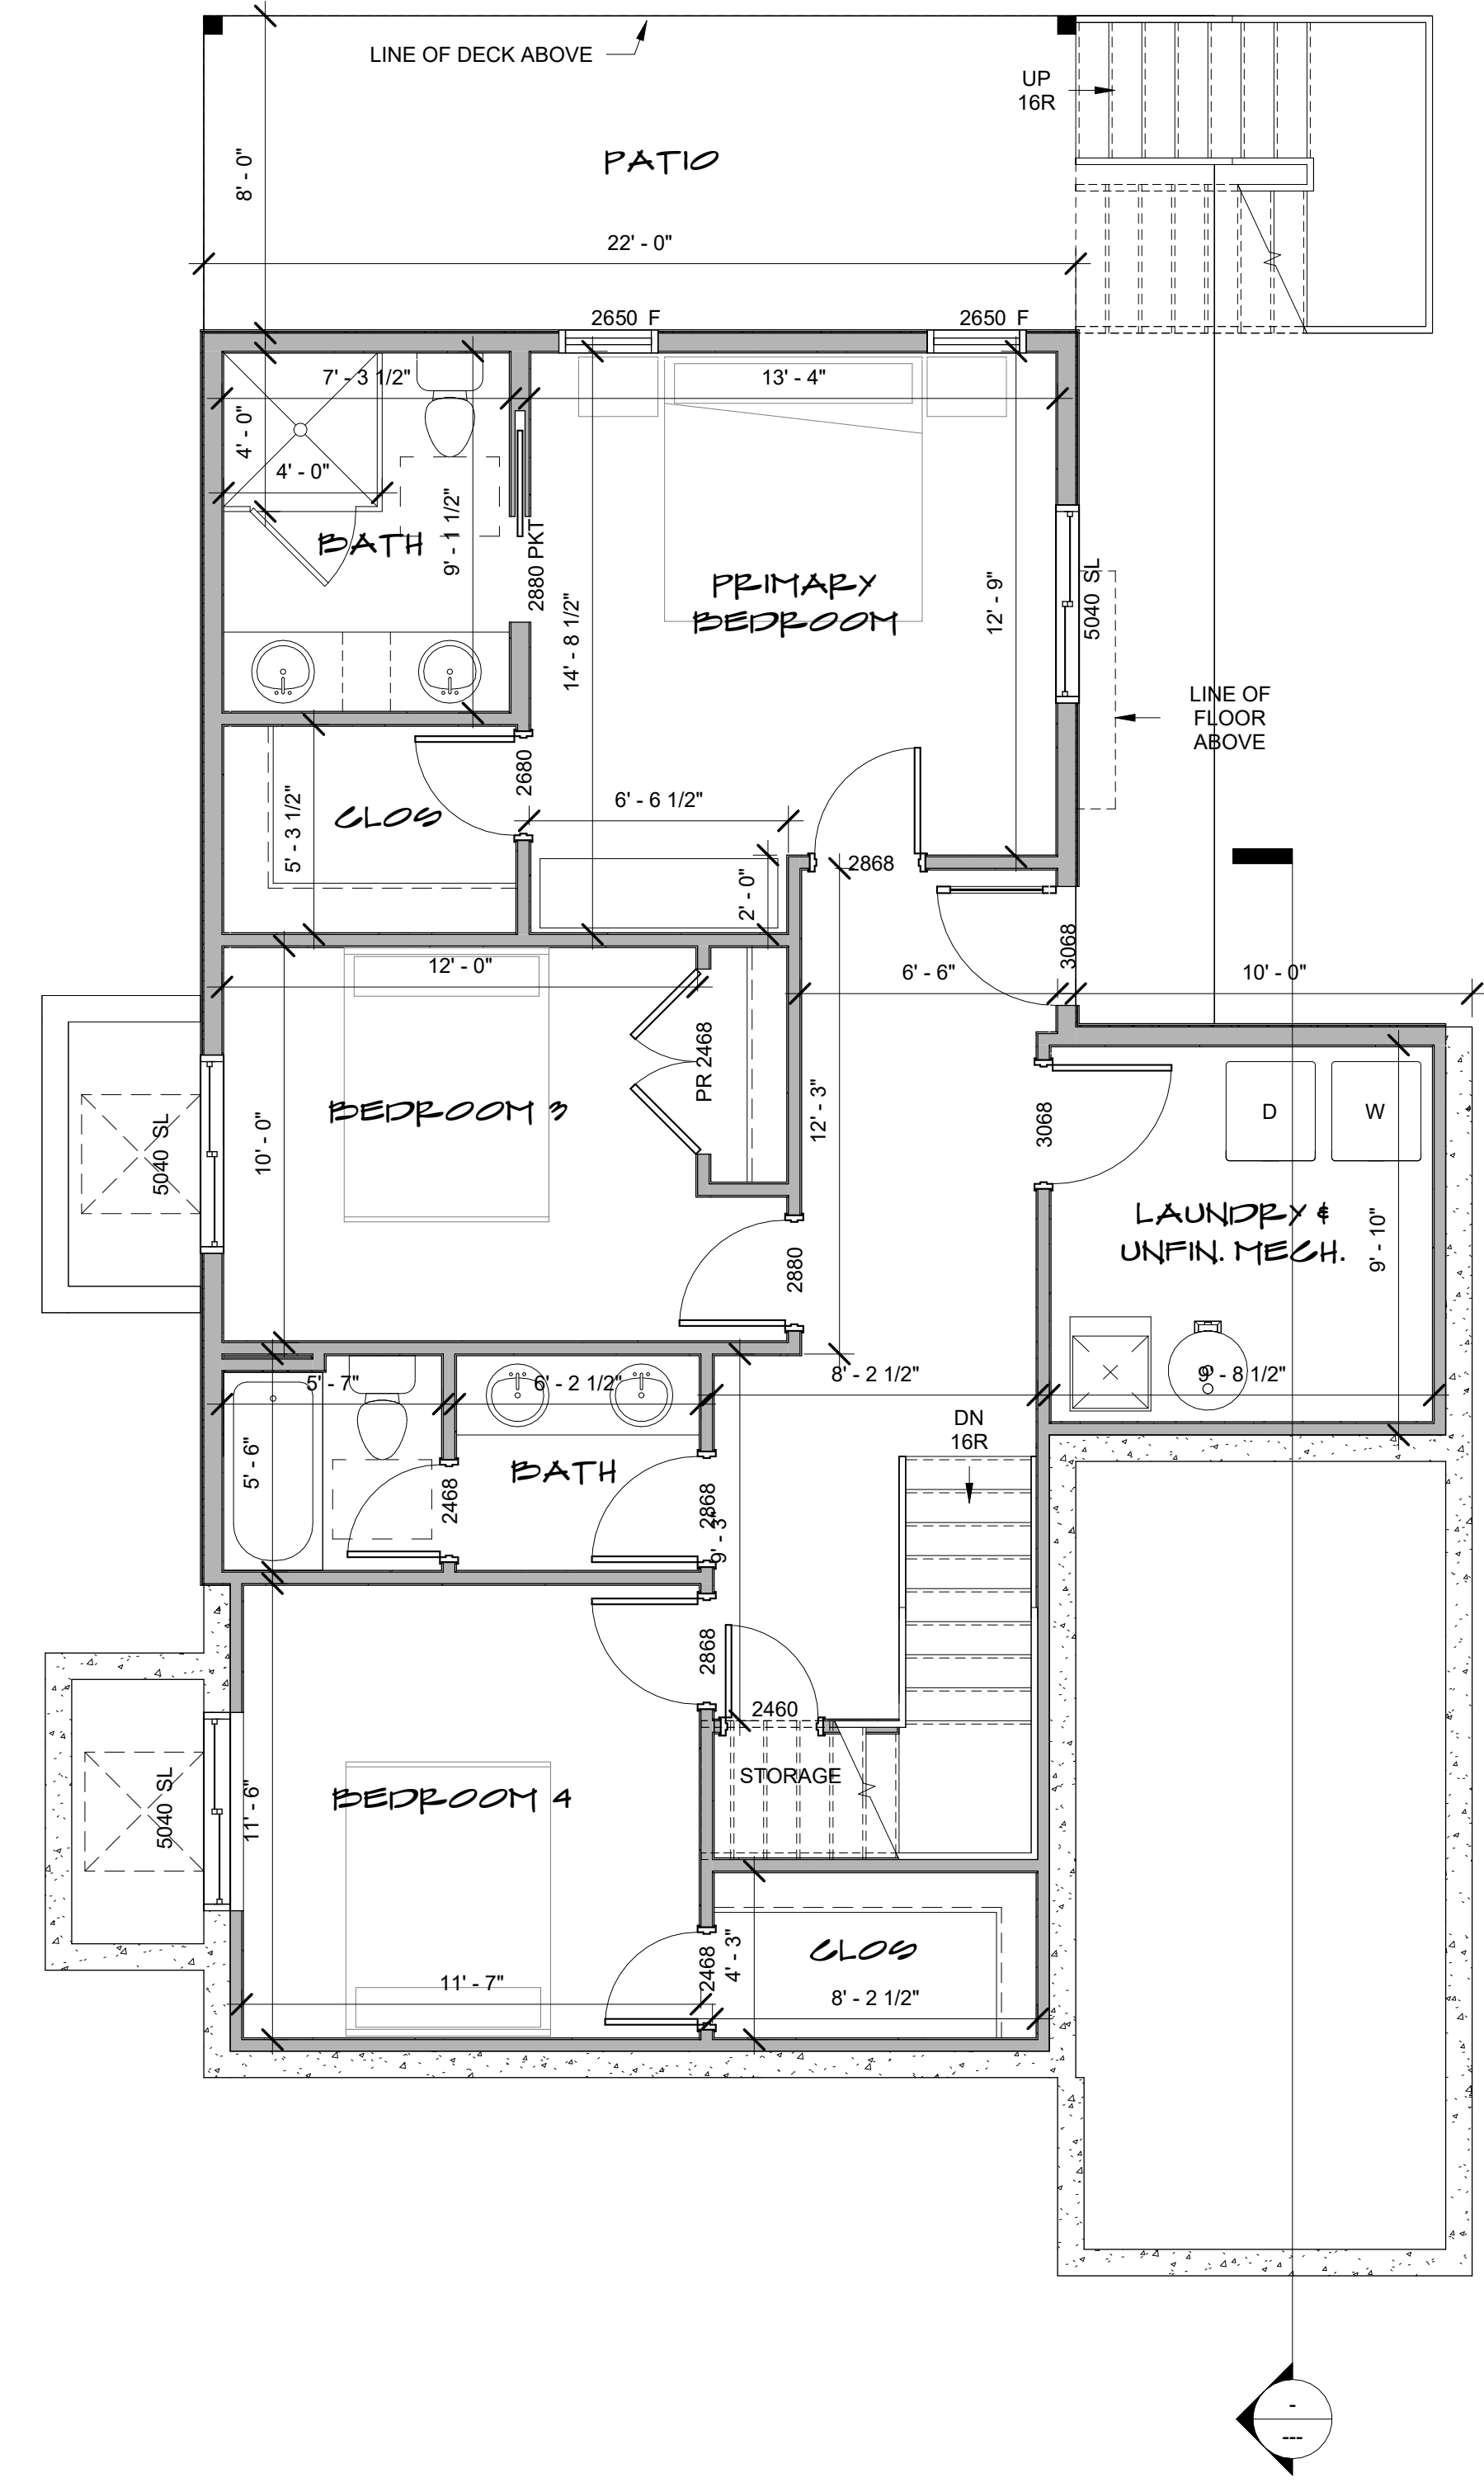 LINE OF DECK ABOVE
UP
16R
PATIO
8' - 0"
22' - 0"
2650 F
2650 F
7' - 3 1/2"
13' - 4"
4' - 0"
4' - 0"
9' - 1 1/2"
BATH
2880 PKT
PRIMARY
BEDROOM
14' - 8 1/2"
12' - 9"
5040 SL
LINE OF
FLOOR
ABOVE
2680
6' - 6 1/2"
CLOS
5' - 3 1/2"
2868
2' - 0"
3068
12' - 0"
6' - 6"
10' - 0"
PR 2468
BEDROOM 3
10' - 0"
5040 SL
12' - 3"
3068
D
W
LAUNDRY &
UNFIN. MECH.
9' - 10"
2880
5' - 7"
6' - 2 1/2"
8' - 2 1/2"
9' - 8 1/2"
DN
16R
5' - 6"
BATH
2468
2868
9' - 3"
2868
2460
STORAGE
BEDROOM 4
5040 SL
11' - 6"
CLOS
2468
4' - 3"
11' - 7"
8' - 2 1/2"
-
---